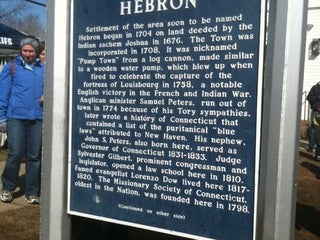 HEBRON
Settlement of the area soon to be named
Hebron began in 1704 on land deeded by the
Indian sachem Joshua in 1676. The Town was
incorporated in 1708. It was nicknamed
"Pump Town" from a log cannon, made similar
to a wooden water pump, which blew up when
fired to celebrate the capture of the
fortress of Louisbourg in 1758, a notable
English victory in the French and Indian War.
Anglican minister Samuel Peters, run out of
town in 1774 because of his Tory sympathies,
later wrote a history of Connecticut that
contained a list of the puritanical "blue
laws" attributed to New Haven. His nephew,
John S. Peters, also born here, served as
Governor of Connecticut 1831-1833. Judge
Sylvester Gilbert, prominent congressman and
legislator, opened a law school here in 1810.
Famed evangelist Lorenzo Dow lived here 1817-
1820. The Missionary Society of Connecticut,
oldest in the Nation, was founded here in 1798.
(Continued on other side)